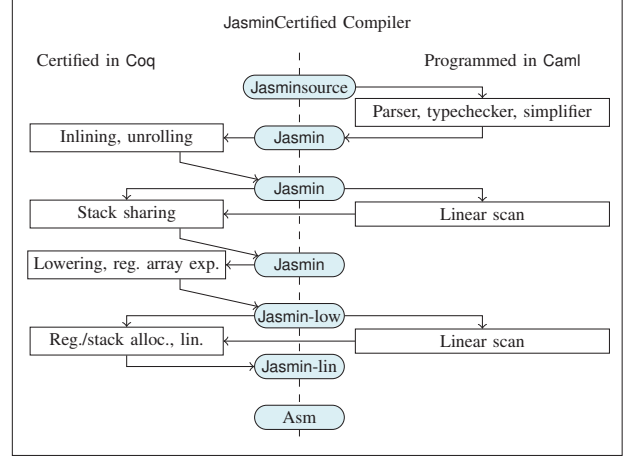 JasminCertified Compiler
Certified in Coq
Programmed in Caml
Jasminsource
Parser, typechecker, simplifier
Inlining, unrolling
Jasmin
Jasmin
Stack sharing
Linear scan
Lowering, reg. array exp.
Jasmin
Jasmin-low
Reg./stack alloc., lin.
Linear scan
Jasmin-lin
Asm